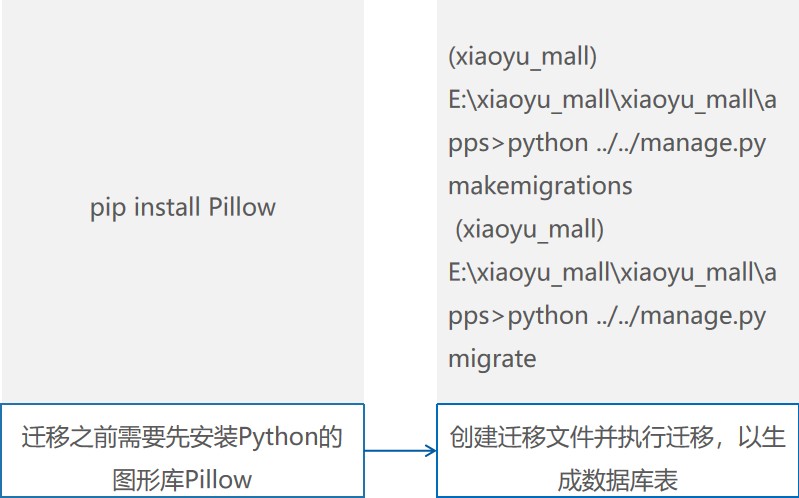 pip install Pillow
迁移之前需要先安装Python的
图形库Pillow
(xiaoyu_mall)
E:\xiaoyu_mall\xiaoyu_mall\a
pps>python ../../manage.py
makemigrations
(xiaoyu_mall)
E:\xiaoyu_mall\xiaoyu_mall\a
pps>python ../../manage.py
migrate
创建迁移文件并执行迁移，以生
成数据库表